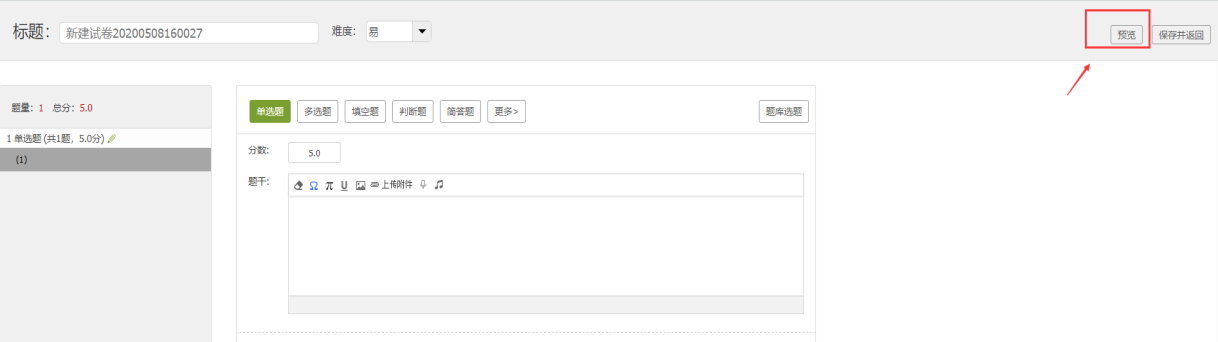 标题： 新建试卷20200508160027 难度： 易 预览 保存并返回
题量：1 总分：5.0
1 单选题 (共1题，5.0分)
(1)
单选题 多选题 填空题 判断题 简答题 更多> 题库选题
分数： 5.0
题干：
Ω π U 上传附件